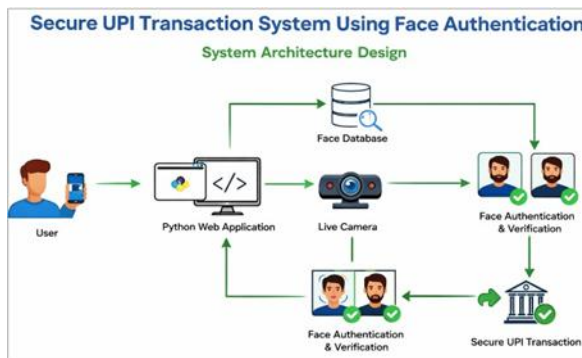 Secure UPI Transaction System Using Face Authentication
System Architecture Design
Face Database
</>
User
Python Web Application
Live Camera
Face Authentication
& Verification
Face Authentication
& Verification
Secure UPI Transaction